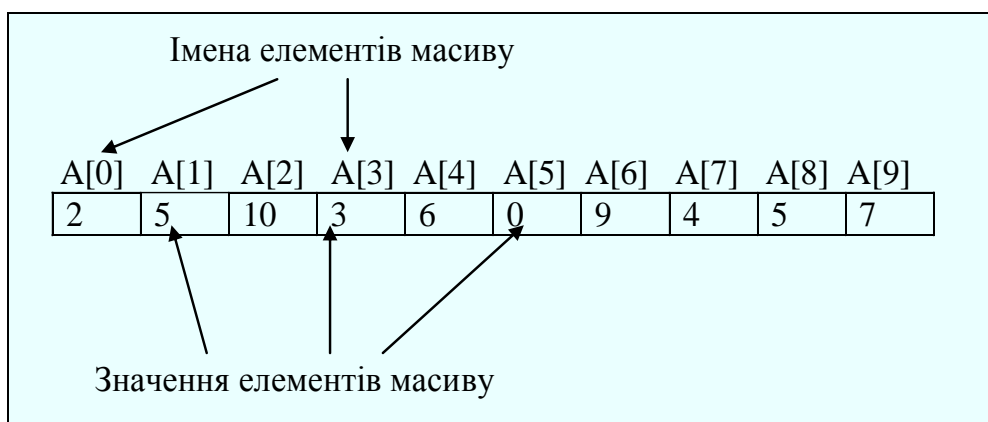 Імена елементів масиву
A[0] A[1] A[2] A[3] A[4] A[5] A[6] A[7] A[8] A[9]
2 5 10 3 6 0 9 4 5 7
Значення елементів масиву